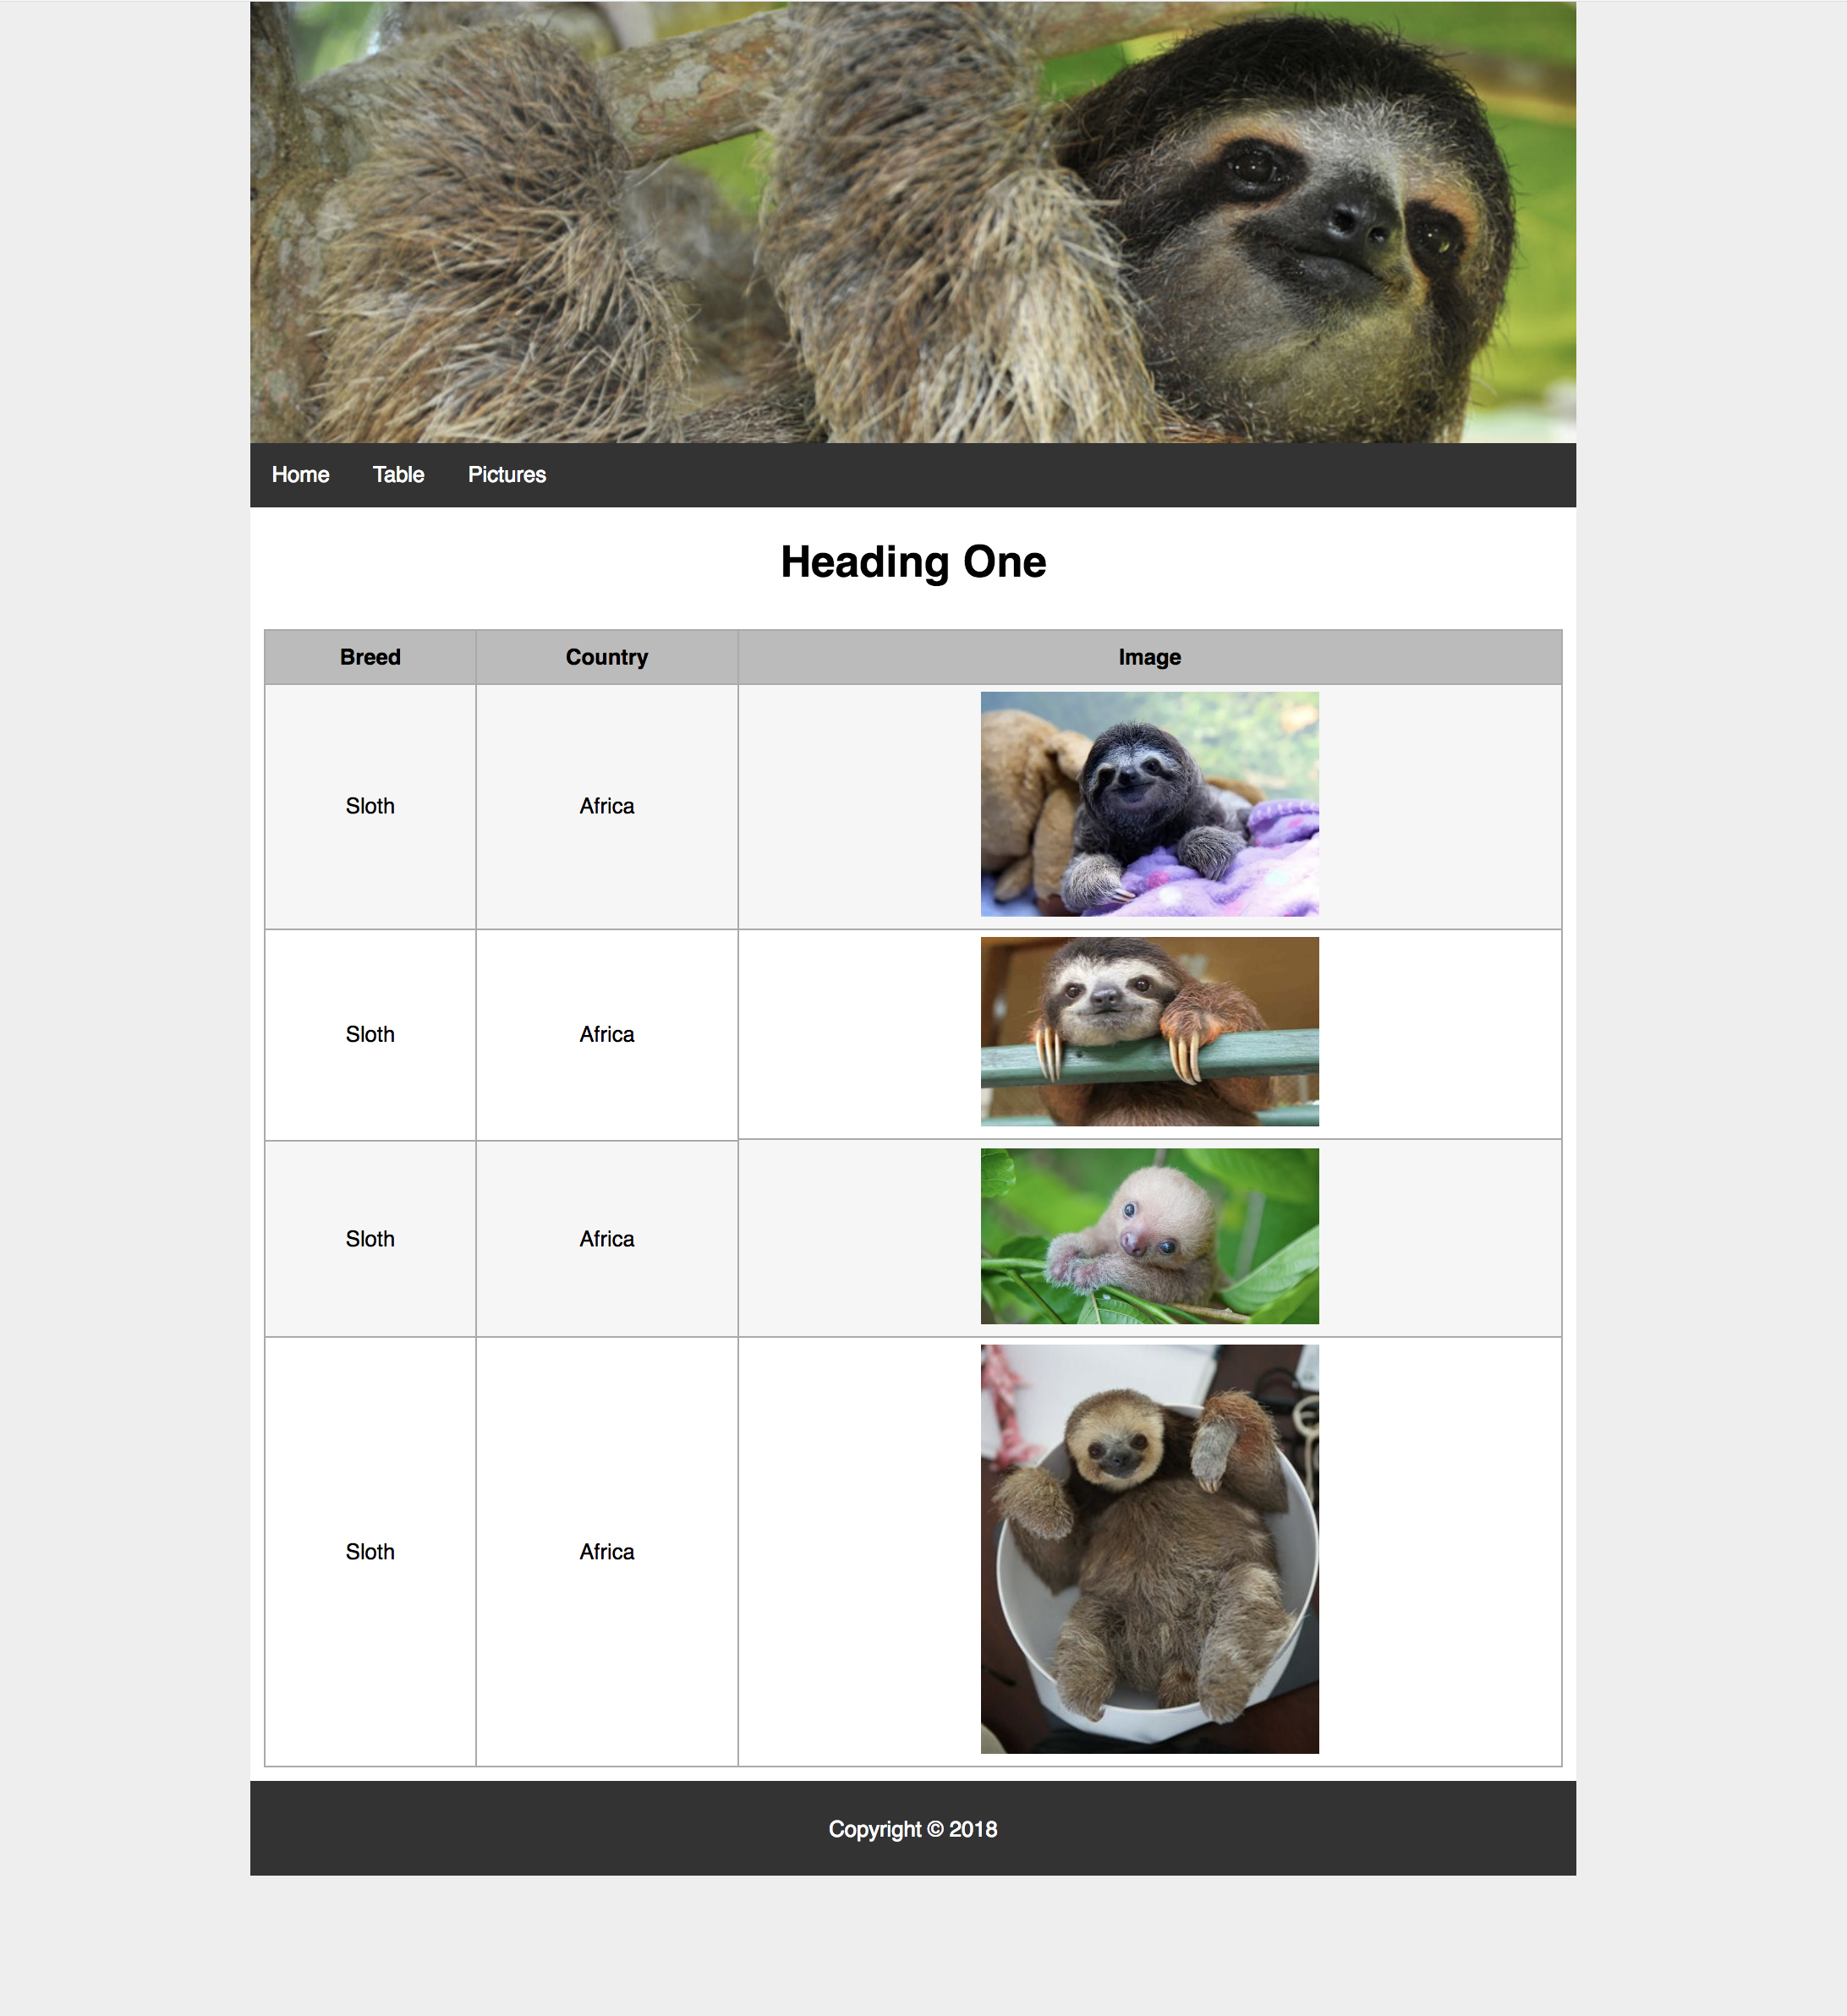 Home Table Pictures
Heading One
Breed Country Image
Sloth Africa
Sloth Africa
Sloth Africa
Sloth Africa
Copyright © 2018